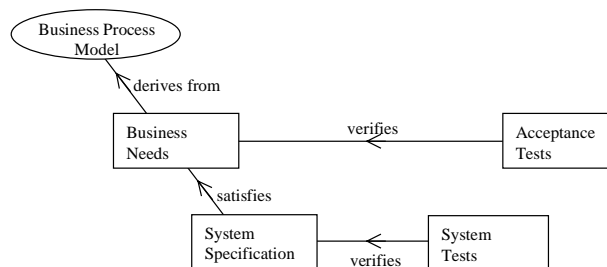 Business Process
Model
derives from
Business
Needs
verifies
Acceptance
Tests
satisfies
System
Specification
verifies
System
Tests